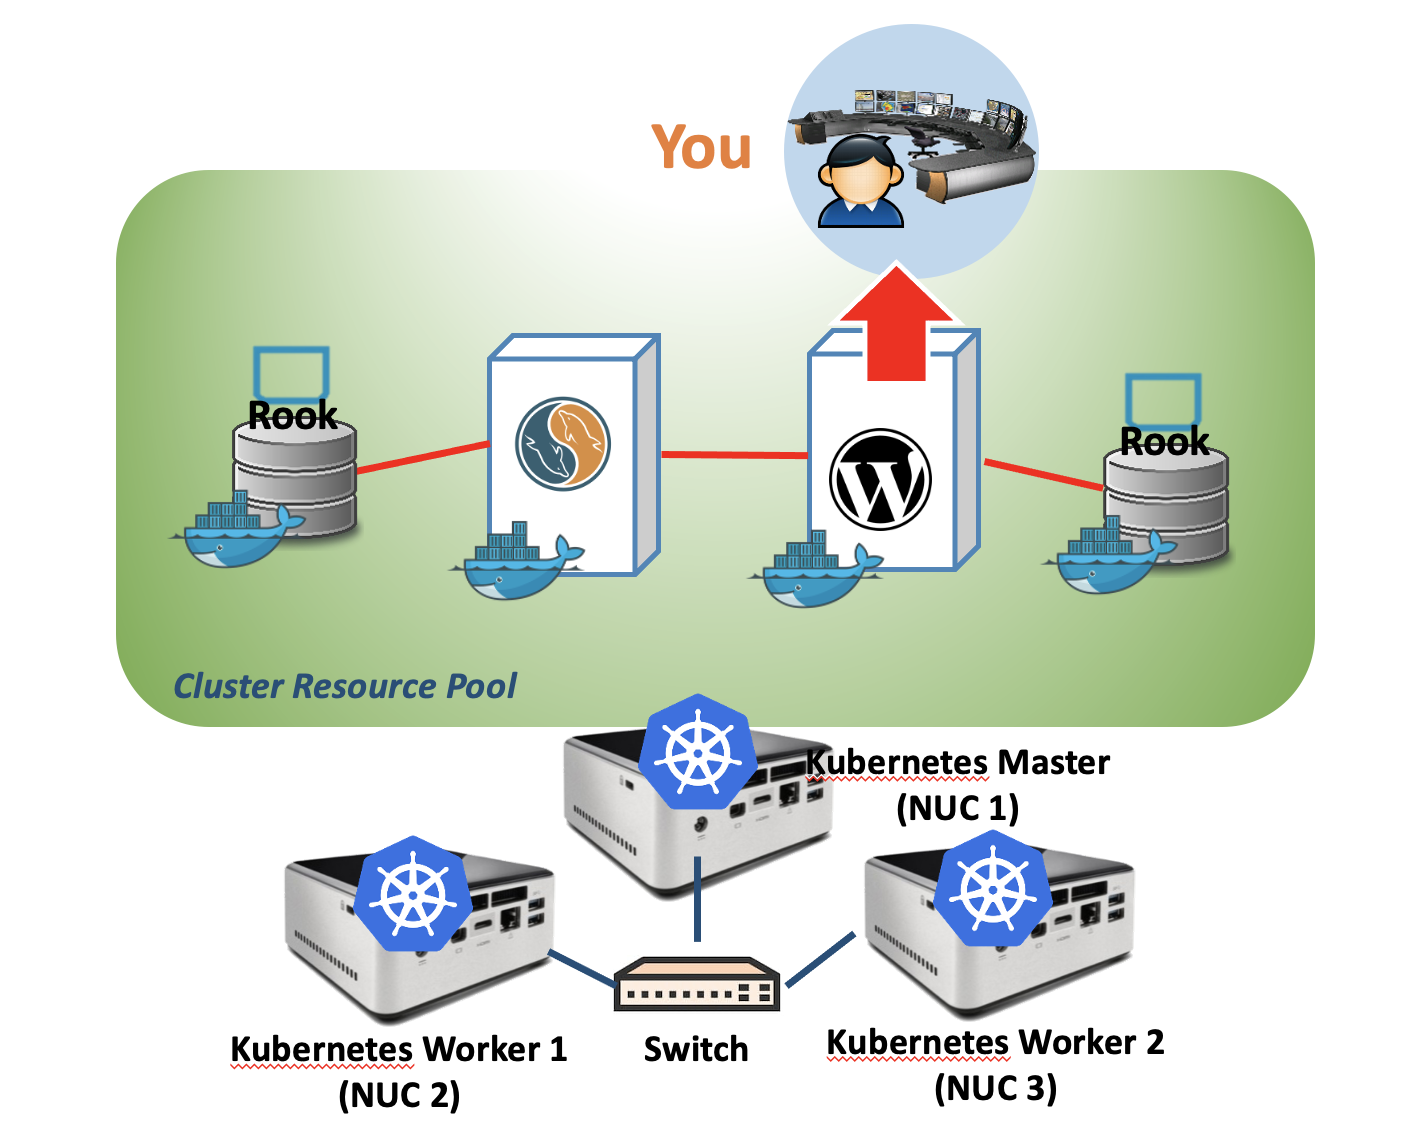 You
Rook
Rook
Cluster Resource Pool
Kubernetes Master
(NUC 1)
Kubernetes Worker 1
(NUC 2)
Switch
Kubernetes Worker 2
(NUC 3)